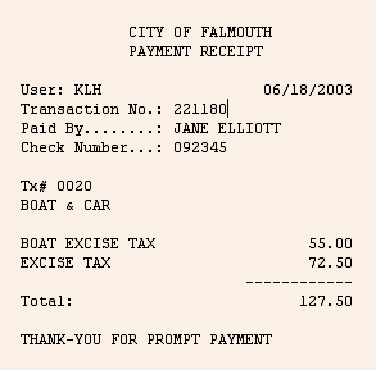 CITY OF FALMOUTH
PAYMENT RECEIPT
User: KLH 06/18/2003
Transaction No.: 221180
Paid By........: JANE ELLIOTT
Check Number...: 092345
Tx# 0020
BOAT & CAR
BOAT EXCISE TAX 55.00
EXCISE TAX 72.50
------------
Total: 127.50
THANK-YOU FOR PROMPT PAYMENT